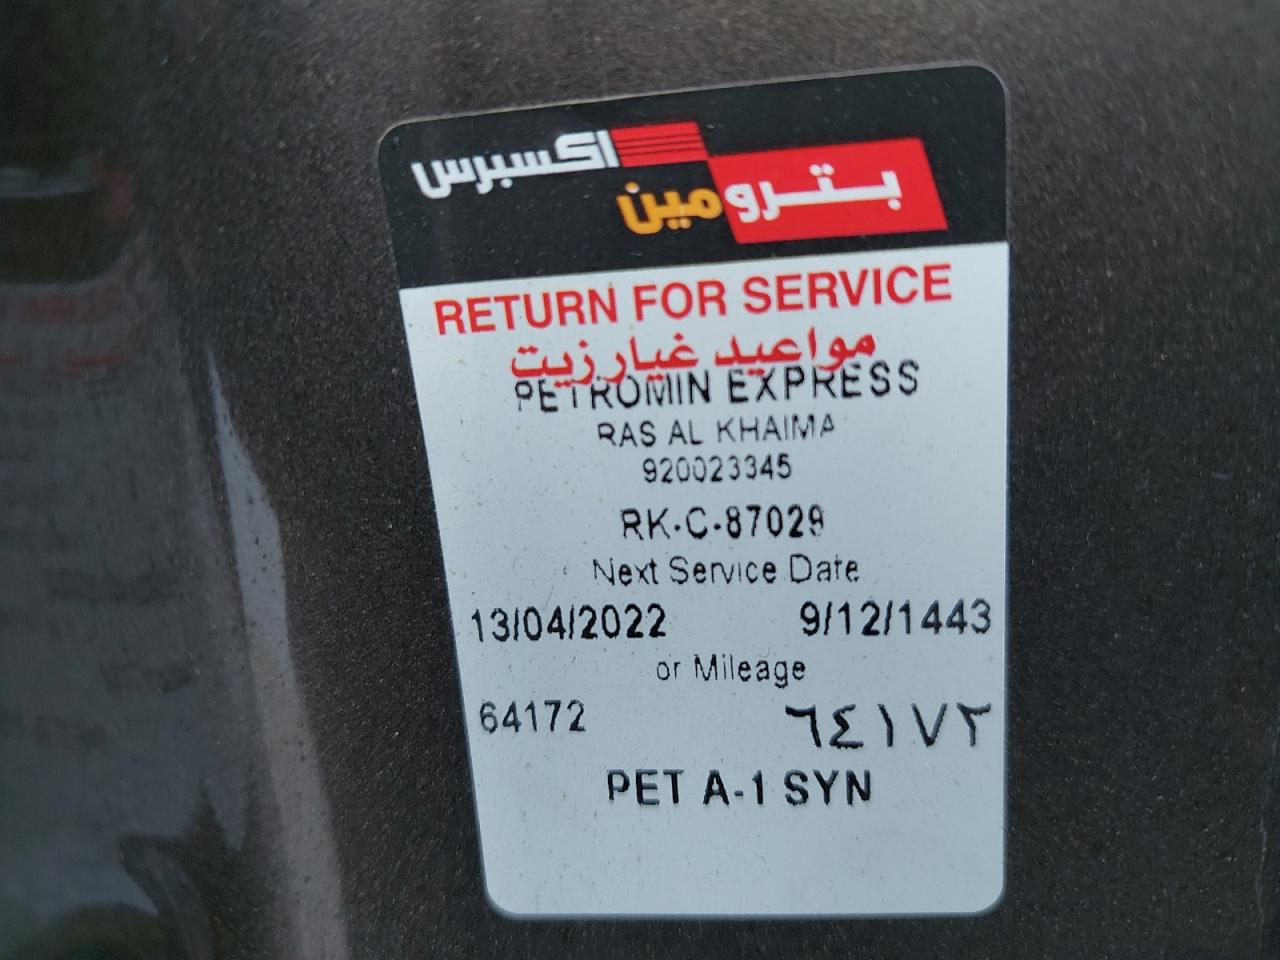 بترومين اكسبرس
RETURN FOR SERVICE
مواعيد غيار زيت
PETROMIN EXPRESS
RAS AL KHAIMA
920023345
RK-C-87029
Next Service Date
13/04/2022 9/12/1443
or Mileage
64172 ٦٤١٧٢
PET A-1 SYN